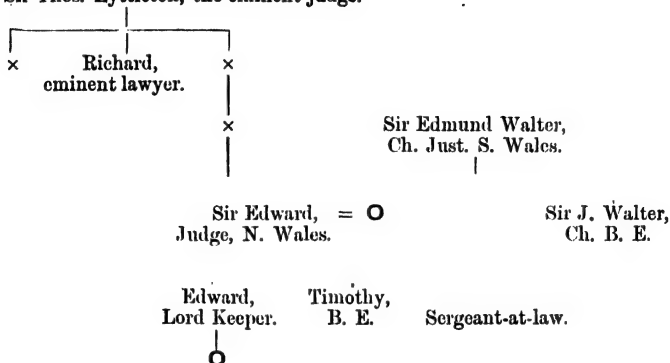 Sir Thos. Lyttleton, the eminent judge.
× Richard, ×
eminent lawyer.
× Sir Edmund Walter,
Ch. Just. S. Wales.
Sir Edward, = O Sir J. Walter,
Judge, N. Wales. Ch. B. E.
Edward, Timothy,
Lord Keeper. B. E. Sergeant-at-law.
O